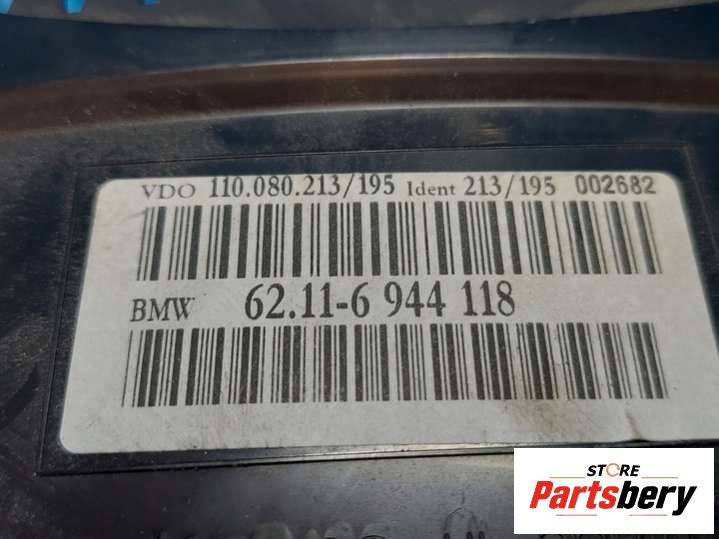 VDO 110.080.213/195 Ident 213/195 002682
BMW 62.11-6 944 118
STORE
Partsbery